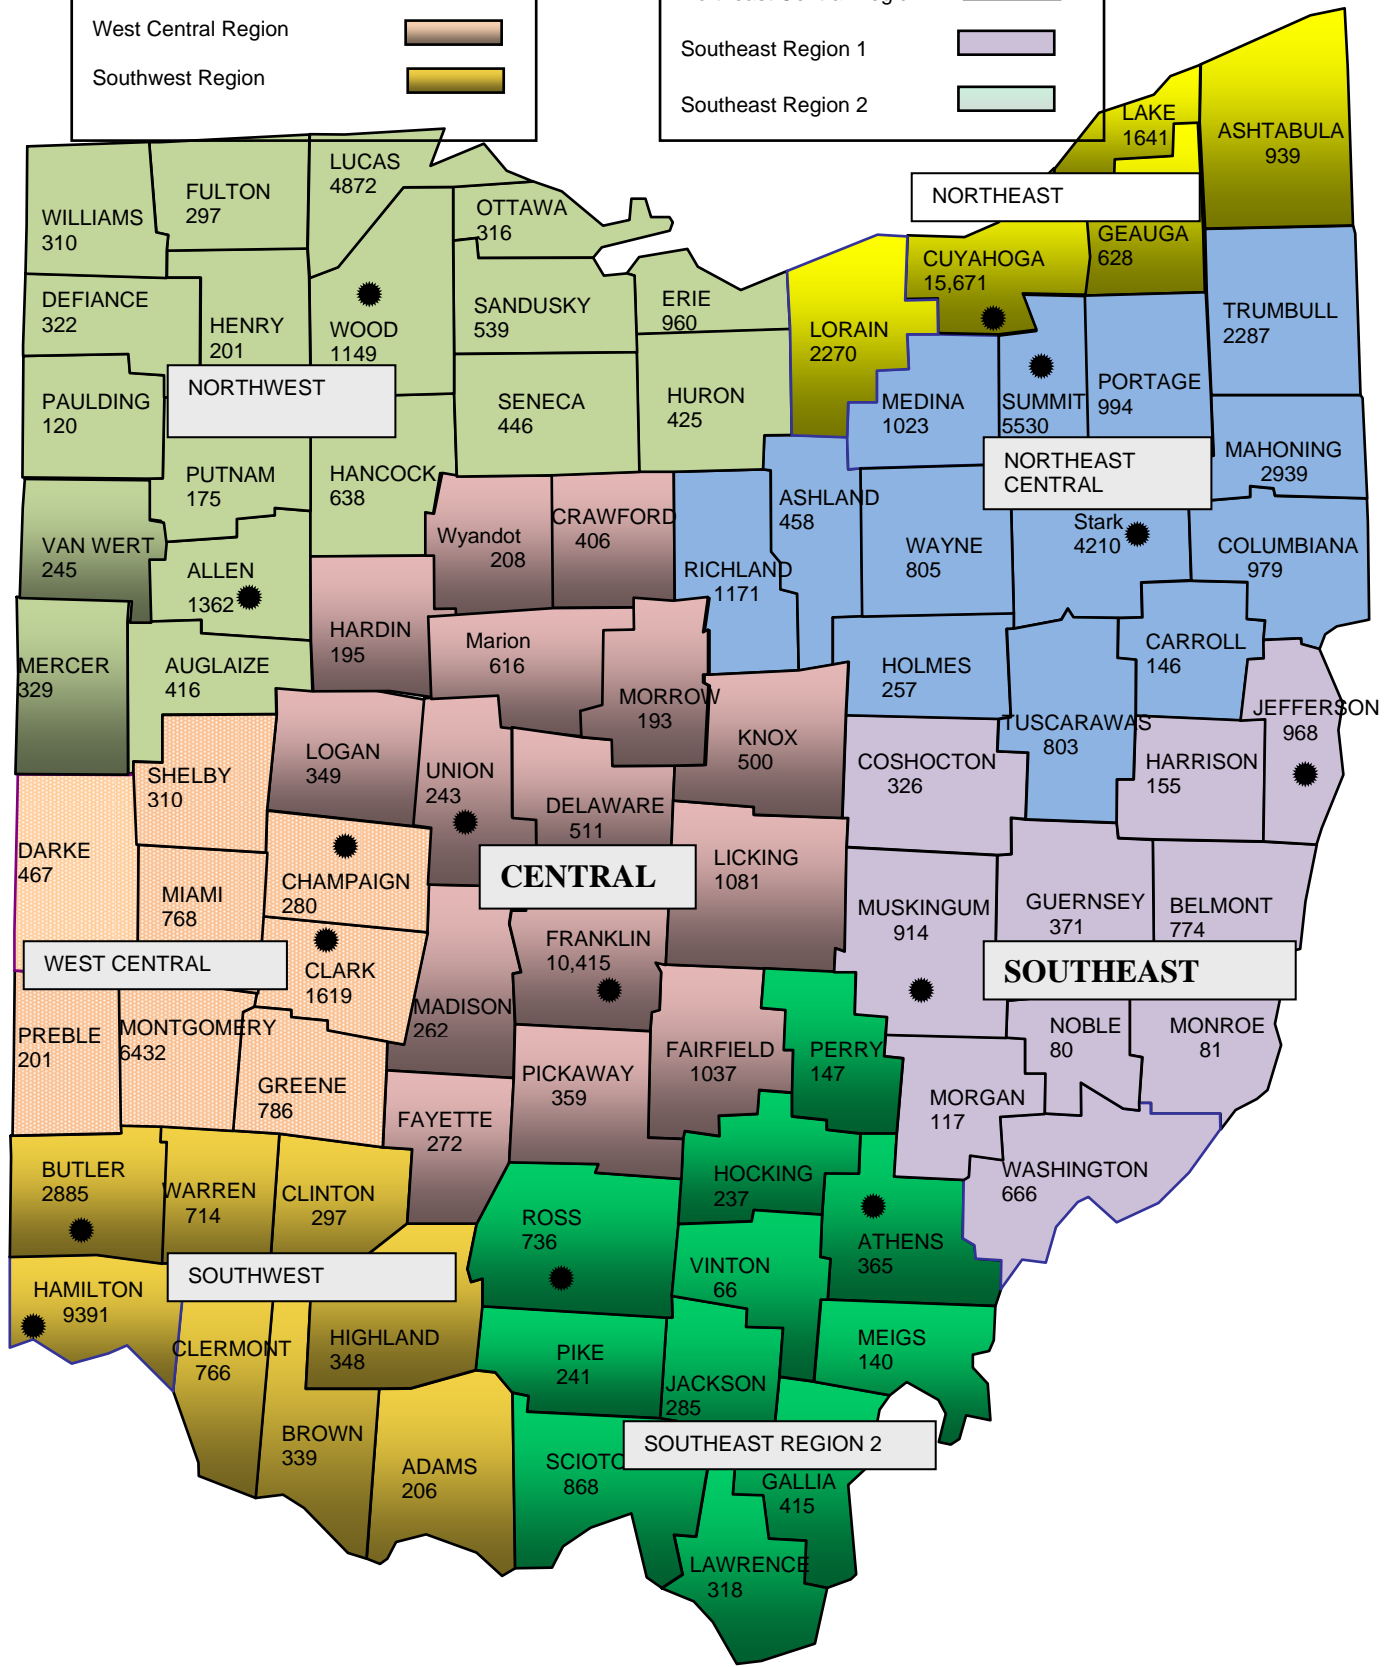 West Central Region
Southwest Region
Southeast Region 1
Southeast Region 2
LAKE
1641
ASHTABULA
939
NORTHEAST
GEAUGA
628
CUYAHOGA
15,671
LORAIN
2270
LUCAS
4872
FULTON
297
WILLIAMS
310
OTTAWA
316
DEFIANCE
322
HENRY
201
WOOD
1149
SANDUSKY
539
ERIE
960
NORTHWEST
PAULDING
120
SENECA
446
HURON
425
PUTNAM
175
HANCOCK
638
VAN WERT
245
ALLEN
1362
MERCER
329
AUGLAIZE
416
TRUMBULL
2287
MEDINA
1023
SUMMIT
5530
PORTAGE
994
MAHONING
2939
NORTHEAST
CENTRAL
ASHLAND
458
RICHLAND
1171
WAYNE
805
Stark
4210
COLUMBIANA
979
HOLMES
257
TUSCARAWAS
803
CARROLL
146
Wyandot
208
CRAWFORD
406
HARDIN
195
Marion
616
MORROW
193
LOGAN
349
UNION
243
DELAWARE
511
KNOX
500
CENTRAL
LICKING
1081
FRANKLIN
10,415
MADISON
262
FAIRFIELD
1037
PICKAWAY
359
FAYETTE
272
SHELBY
310
DARKE
467
MIAMI
768
CHAMPAIGN
280
WEST CENTRAL
CLARK
1619
PREBLE
201
MONTGOMERY
6432
GREENE
786
JEFFERSON
968
COSHOCTON
326
HARRISON
155
MUSKINGUM
914
GUERNSEY
371
BELMONT
774
SOUTHEAST
NOBLE
80
MONROE
81
MORGAN
117
WASHINGTON
666
BUTLER
2885
WARREN
714
CLINTON
297
SOUTHWEST
HAMILTON
9391
CLERMONT
766
HIGHLAND
348
BROWN
339
ADAMS
206
PERRY
147
HOCKING
237
ROSS
736
ATHENS
365
VINTON
66
PIKE
241
MEIGS
140
JACKSON
285
SOUTHEAST REGION 2
868
GALLIA
415
LAWRENCE
318